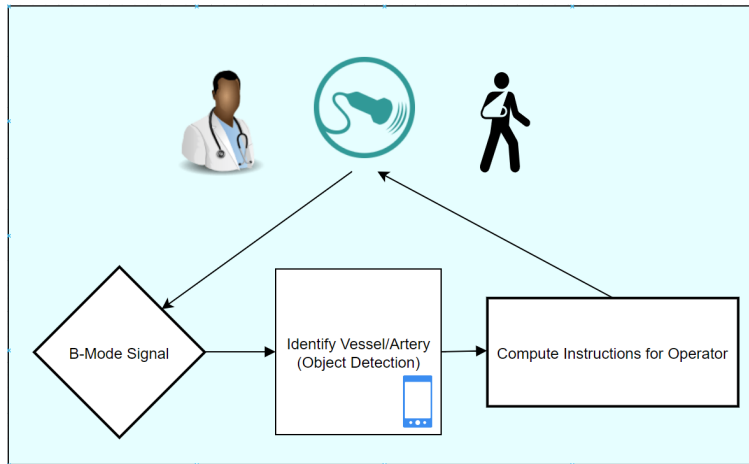 B-Mode Signal
Identify Vessel/Artery
(Object Detection)
Compute Instructions for Operator